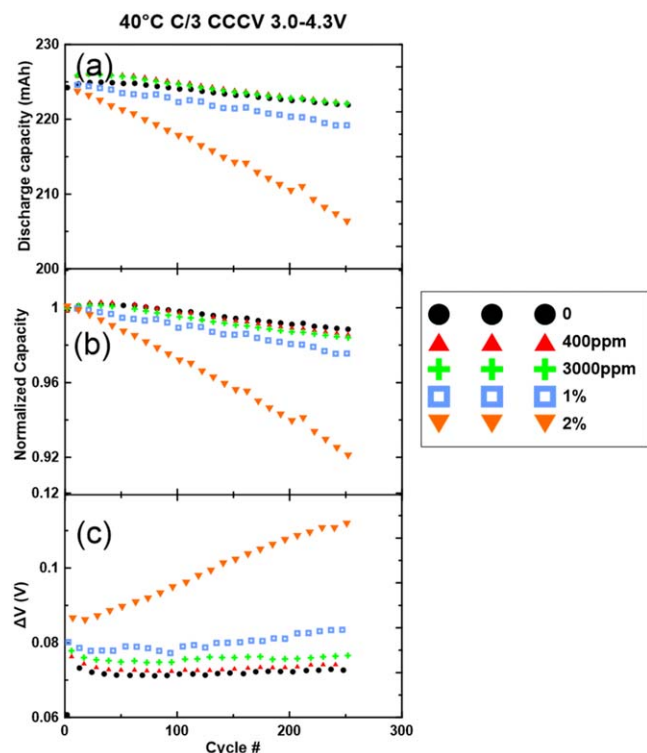 40°C C/3 CCCV 3.0-4.3V
(a)
Discharge capacity (mAh)
230
220
210
200
(b)
Normalized Capacity
1
0.96
0.92
(c)
ΔV (V)
0.12
0.1
0.08
0.06
0 100 200 300
Cycle #
0
400ppm
3000ppm
1%
2%